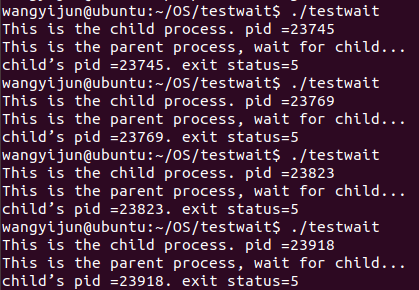 wangyijun@ubuntu:~/OS/testwait$ ./testwait
This is the child process. pid =23745
This is the parent process, wait for child...
child’s pid =23745. exit status=5
wangyijun@ubuntu:~/OS/testwait$ ./testwait
This is the child process. pid =23769
This is the parent process, wait for child...
child’s pid =23769. exit status=5
wangyijun@ubuntu:~/OS/testwait$ ./testwait
This is the child process. pid =23823
This is the parent process, wait for child...
child’s pid =23823. exit status=5
wangyijun@ubuntu:~/OS/testwait$ ./testwait
This is the child process. pid =23918
This is the parent process, wait for child...
child’s pid =23918. exit status=5